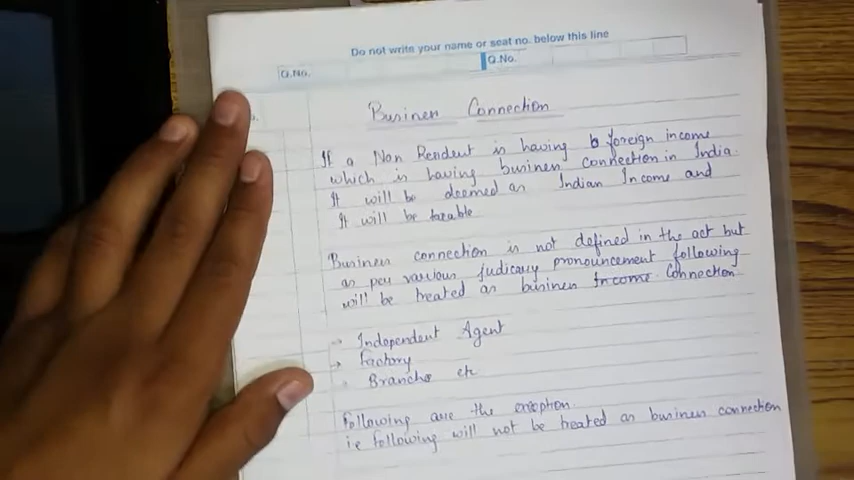 Do not write your name or seat no. below this line
Q.No.
Q.No.
Business Connection
If a Non Resident is having foreign income
which is having business connection in India.
It will be deemed as Indian Income and
It will be taxable
Business connection is not defined in the act but
as per various judicary pronouncement following
will be treated as business Income Connection
→ Independent Agent
→ factory
Branchs etc
following are the exception.
i.e following will not be treated as business connection